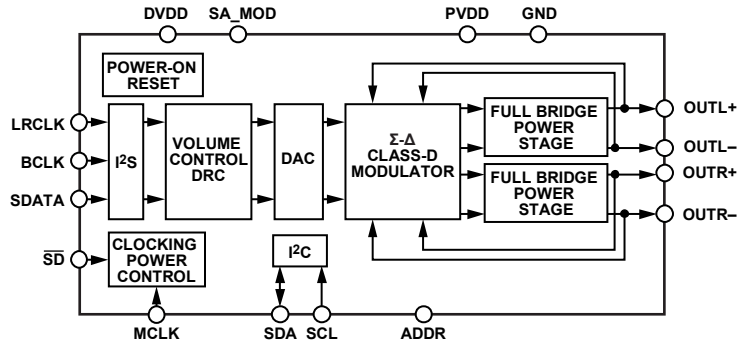 DVDD
SA_MOD
PVDD
GND
POWER-ON
RESET
LRCLK
BCLK
SDATA
I²S
VOLUME
CONTROL
DRC
DAC
Σ-Δ
CLASS-D
MODULATOR
FULL BRIDGE
POWER
STAGE
FULL BRIDGE
POWER
STAGE
OUTL+
OUTL–
OUTR+
OUTR–
S̅D̅
CLOCKING
POWER
CONTROL
I²C
MCLK
SDA
SCL
ADDR